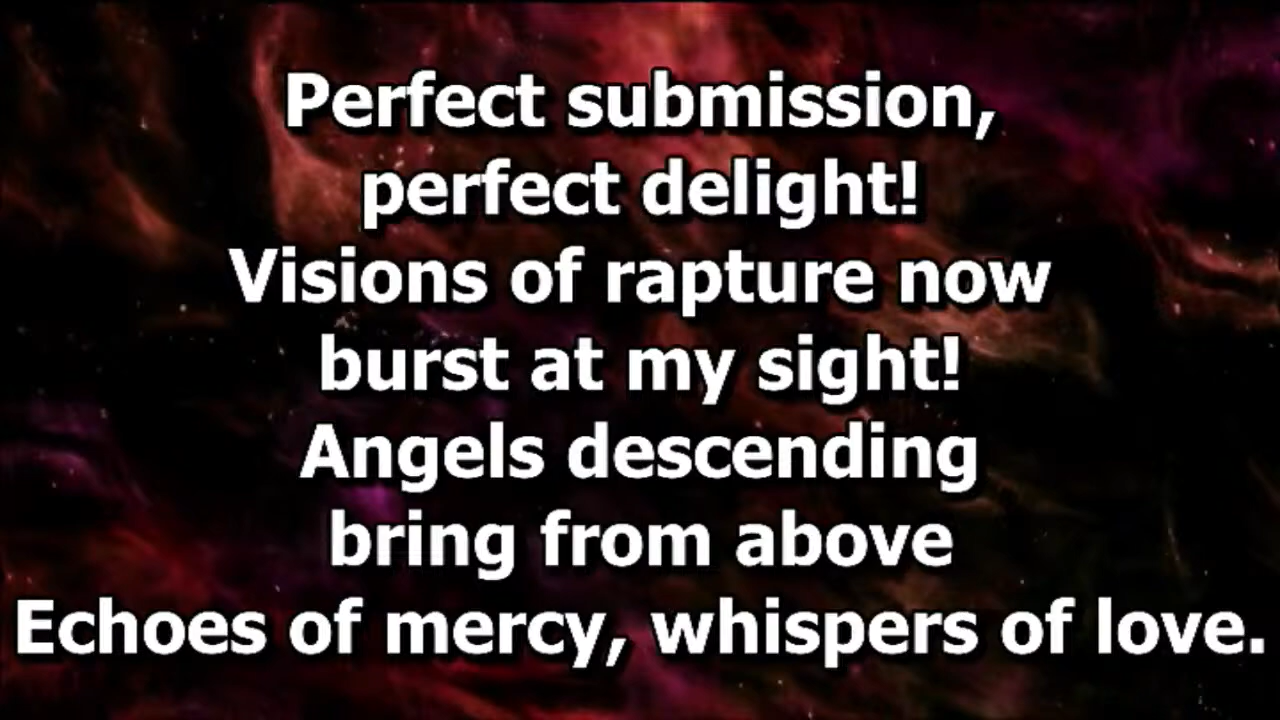 Perfect submission,
perfect delight!
Visions of rapture now
burst at my sight!
Angels descending
bring from above
Echoes of mercy, whispers of love.